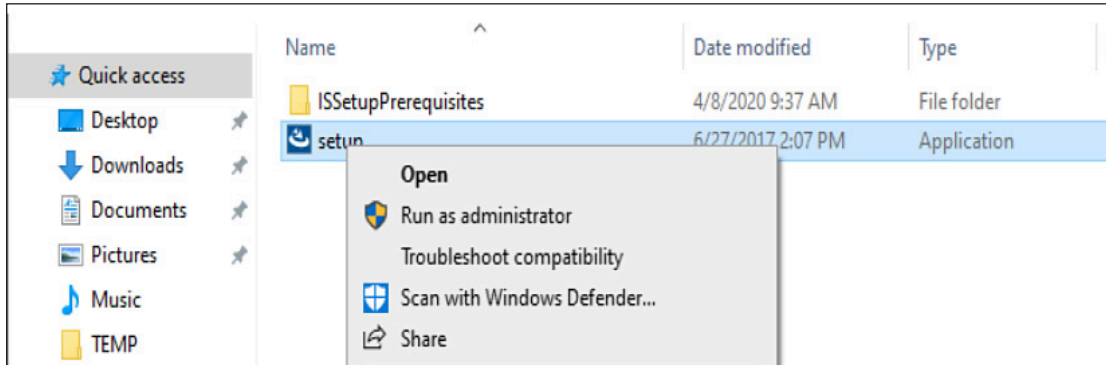 Name Date modified Type
Quick access
ISSetupPrerequisites 4/8/2020 9:37 AM File folder
Desktop
setup 6/27/2017 2:07 PM Application
Downloads
Open
Documents
Run as administrator
Pictures
Troubleshoot compatibility
Music
Scan with Windows Defender...
TEMP
Share